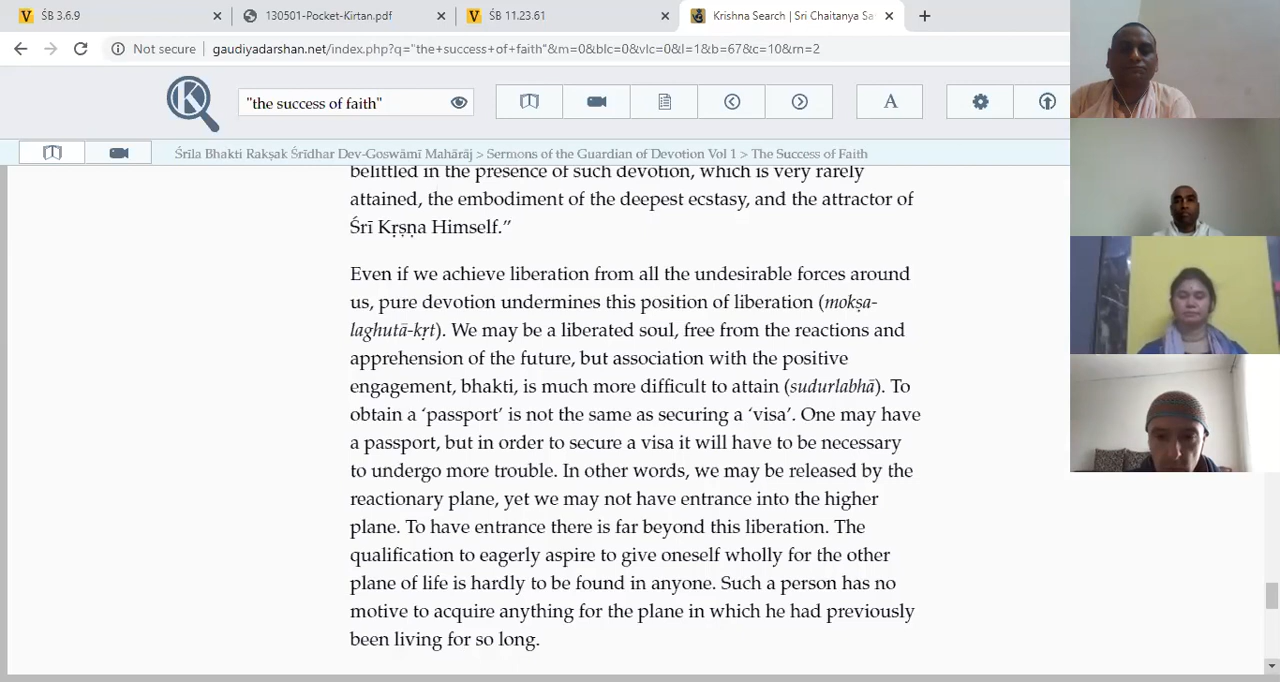 ŚB 3.6.9
130501-Pocket-Kirtan.pdf
ŚB 11.23.61
Krishna Search | Sri Chaitanya Sa
Not secure | gaudiyadarshan.net/index.php?q="the+success+of+faith"&m=0&blc=0&vlc=0&l=1&b=67&c=10&rn=2
K
"the success of faith"
A
Śrīla Bhakti Rakṣak Śrīdhar Dev-Goswāmī Mahārāj > Sermons of the Guardian of Devotion Vol 1 > The Success of Faith
belittled in the presence of such devotion, which is very rarely
attained, the embodiment of the deepest ecstasy, and the attractor of
Śrī Kṛṣṇa Himself.”
Even if we achieve liberation from all the undesirable forces around
us, pure devotion undermines this position of liberation (mokṣa-
laghutā-kṛt). We may be a liberated soul, free from the reactions and
apprehension of the future, but association with the positive
engagement, bhakti, is much more difficult to attain (sudurlabhā). To
obtain a ‘passport’ is not the same as securing a ‘visa’. One may have
a passport, but in order to secure a visa it will have to be necessary
to undergo more trouble. In other words, we may be released by the
reactionary plane, yet we may not have entrance into the higher
plane. To have entrance there is far beyond this liberation. The
qualification to eagerly aspire to give oneself wholly for the other
plane of life is hardly to be found in anyone. Such a person has no
motive to acquire anything for the plane in which he had previously
been living for so long.